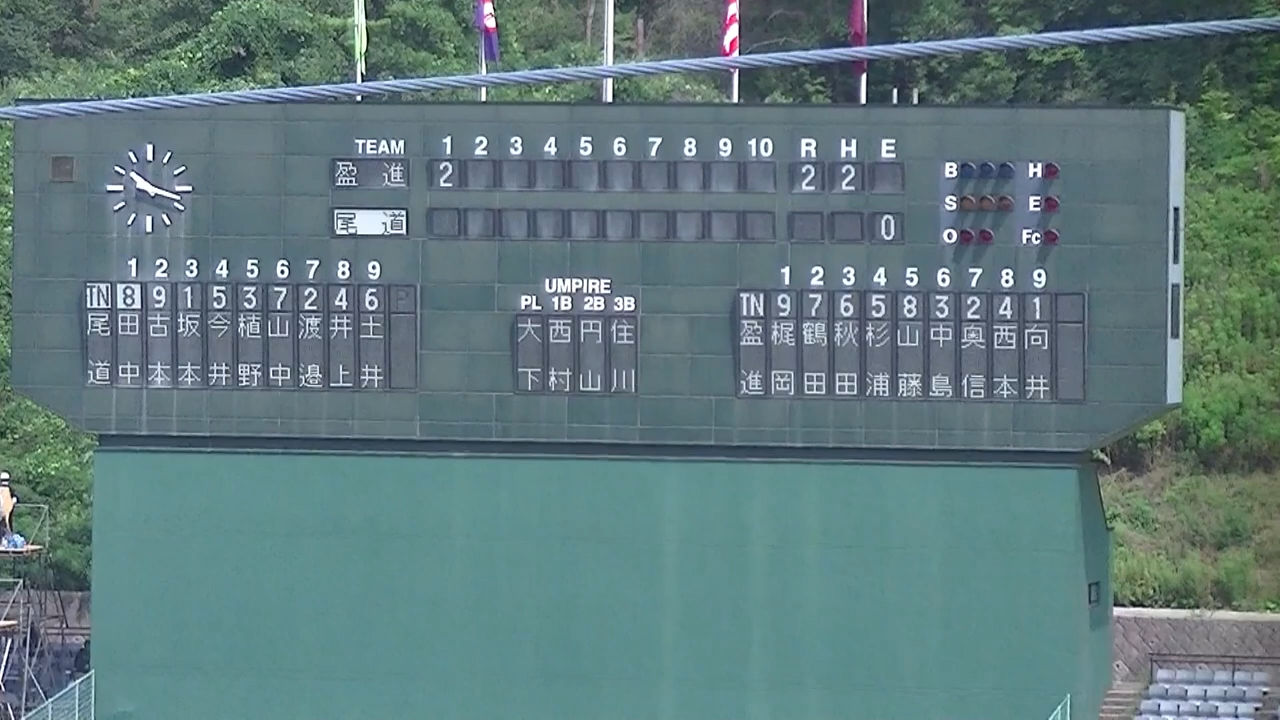 TEAM 1 2 3 4 5 6 7 8 9 10 R H E
盈 進 2 2 2
尾 道 0
B H
S E
O Fc
1 2 3 4 5 6 7 8 9
IN 8 9 1 5 3 7 2 4 6 P
尾 田 古 坂 今 植 山 渡 井 土
道 中 本 本 井 野 中 邉 上 井
UMPIRE
PL 1B 2B 3B
大 西 円 住
下 村 山 川
1 2 3 4 5 6 7 8 9
IN 9 7 6 5 8 3 2 4 1
盈 梶 鶴 秋 杉 山 中 奥 西 向
進 岡 田 田 浦 藤 島 信 本 井